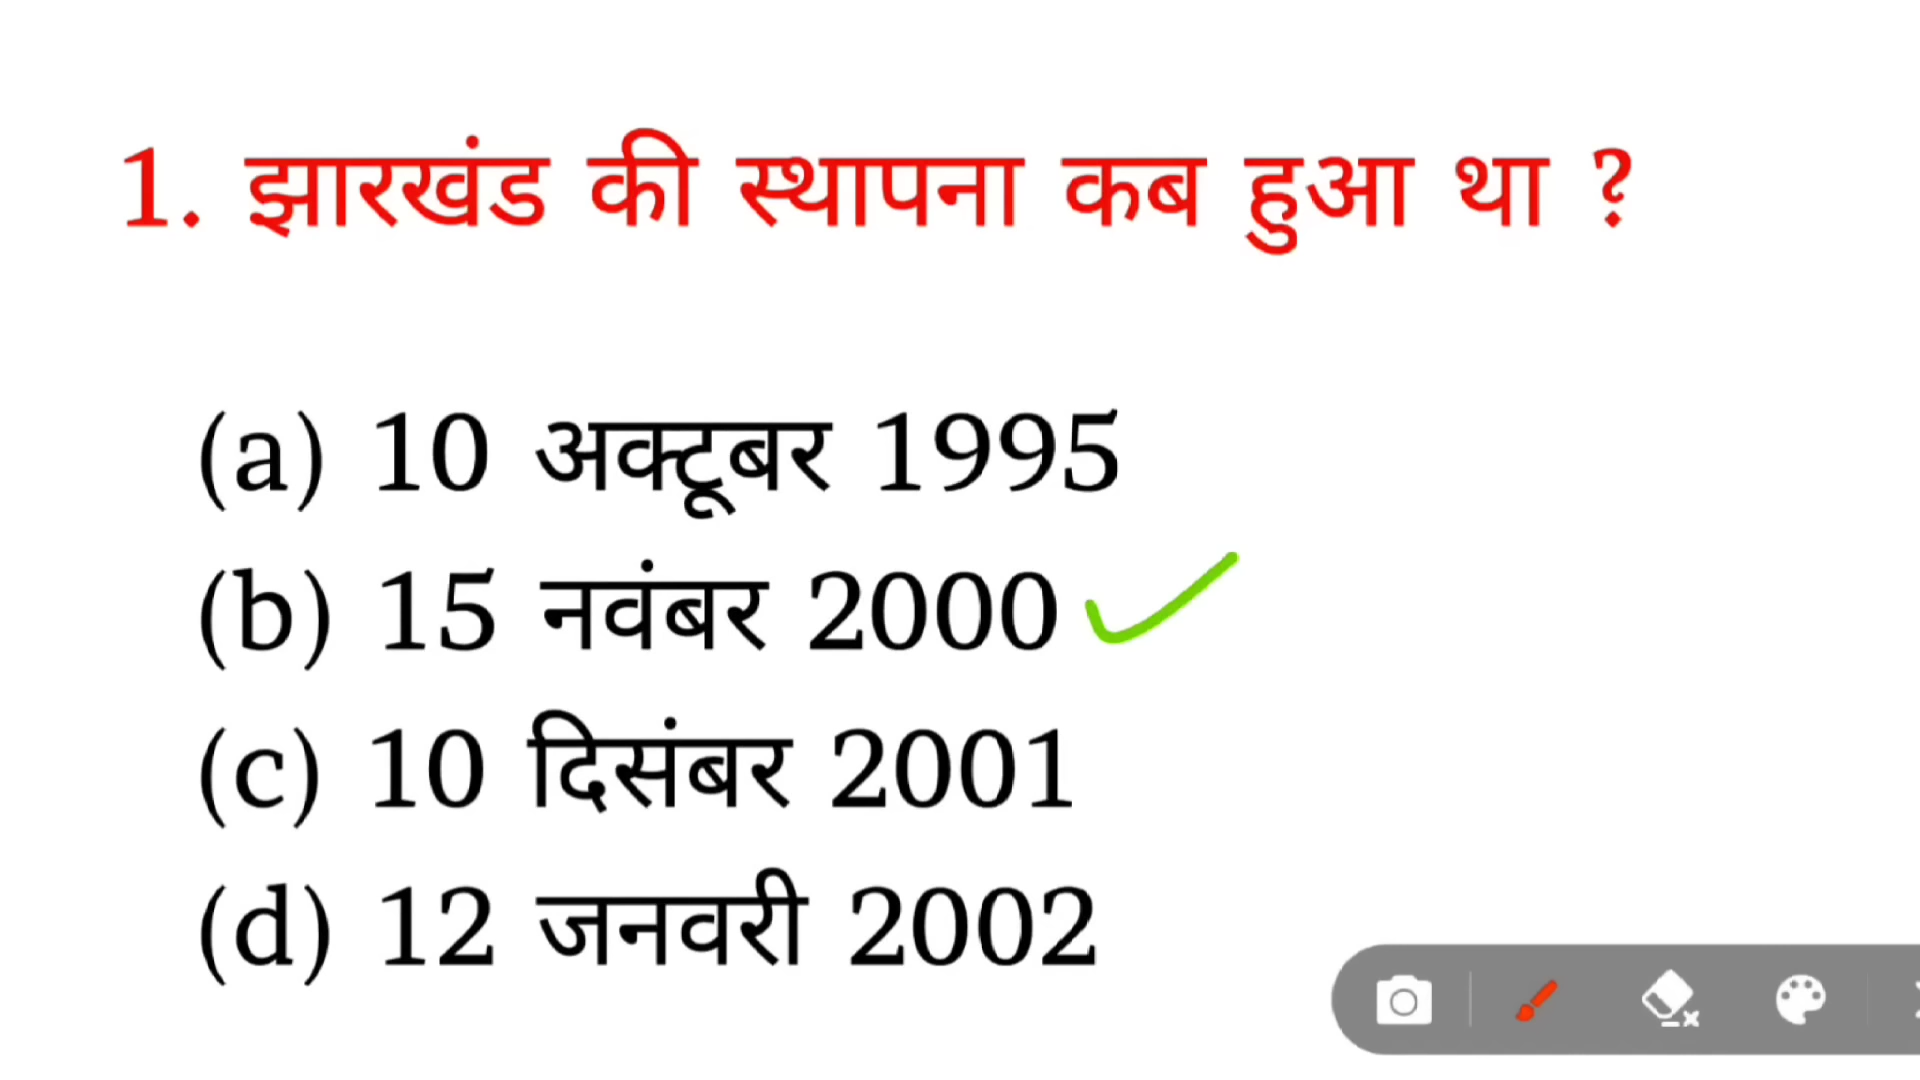 1. झारखंड की स्थापना कब हुआ था ?
(a) 10 अक्टूबर 1995
(b) 15 नवंबर 2000
(c) 10 दिसंबर 2001
(d) 12 जनवरी 2002